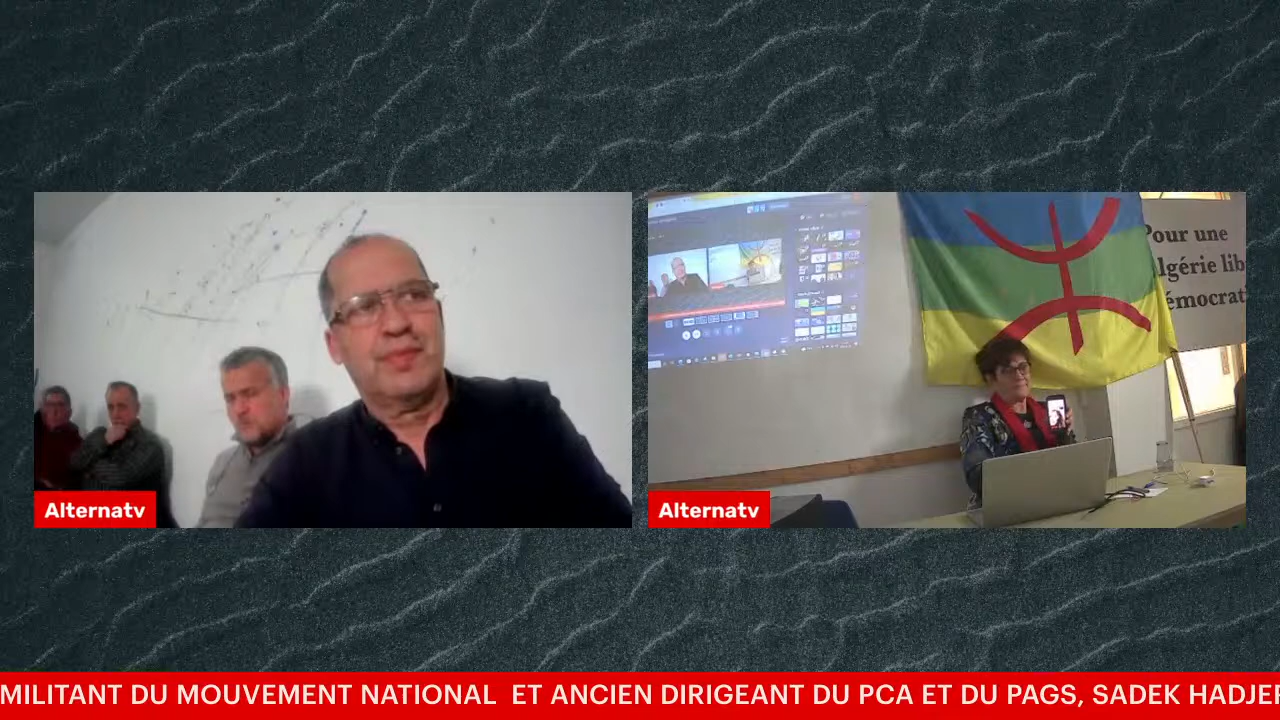 Pour une
lgérie lib
émocrat
Alternatv
Alternatv
MILITANT DU MOUVEMENT NATIONAL ET ANCIEN DIRIGEANT DU PCA ET DU PAGS, SADEK HADJER